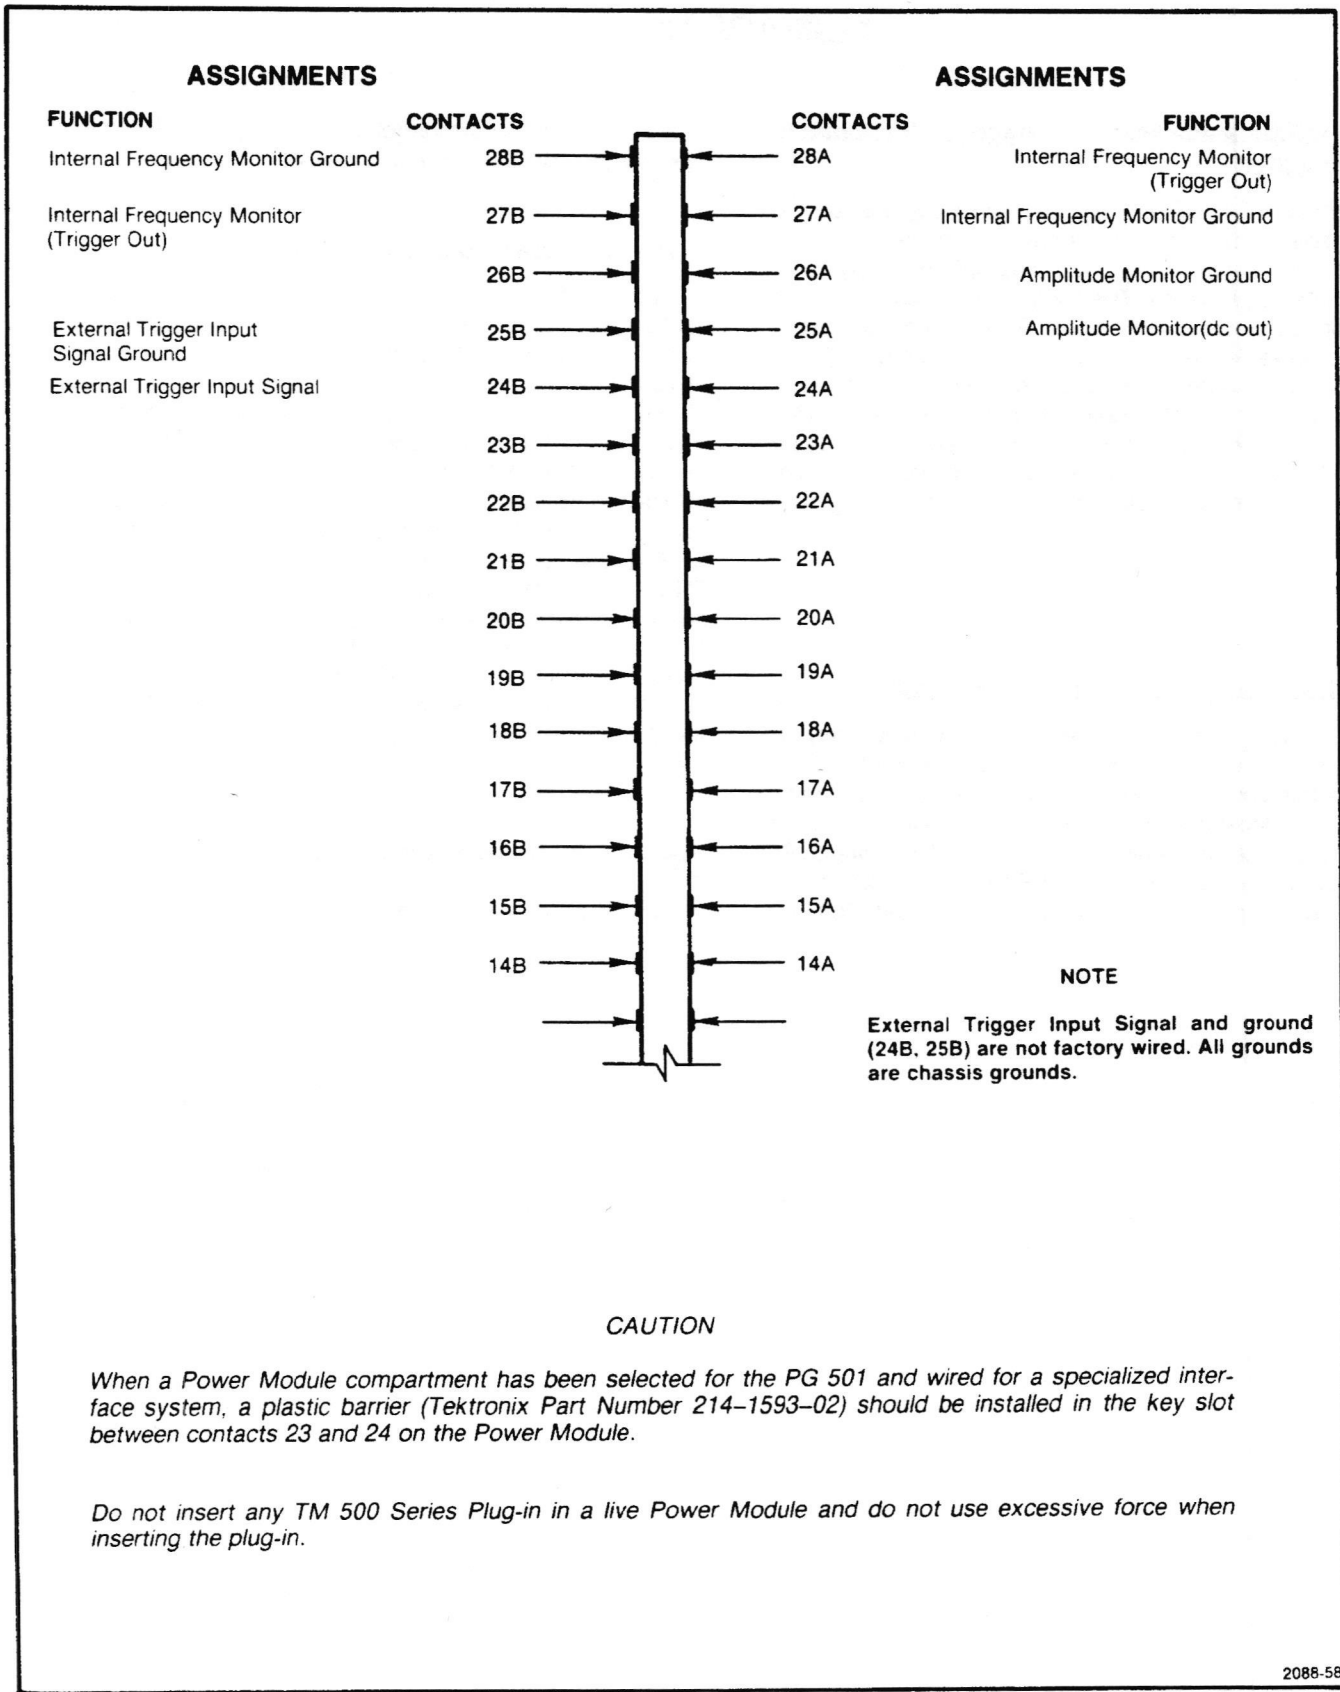 ASSIGNMENTS
ASSIGNMENTS
FUNCTION CONTACTS CONTACTS FUNCTION
Internal Frequency Monitor Ground 28B 28A Internal Frequency Monitor
(Trigger Out)
Internal Frequency Monitor 27B 27A Internal Frequency Monitor Ground
(Trigger Out)
26B 26A Amplitude Monitor Ground
External Trigger Input 25B 25A Amplitude Monitor(dc out)
Signal Ground
External Trigger Input Signal 24B 24A
23B 23A
22B 22A
21B 21A
20B 20A
19B 19A
18B 18A
17B 17A
16B 16A
15B 15A
14B 14A
NOTE
External Trigger Input Signal and ground
(24B, 25B) are not factory wired. All grounds
are chassis grounds.
CAUTION
When a Power Module compartment has been selected for the PG 501 and wired for a specialized inter-
face system, a plastic barrier (Tektronix Part Number 214–1593–02) should be installed in the key slot
between contacts 23 and 24 on the Power Module.
Do not insert any TM 500 Series Plug-in in a live Power Module and do not use excessive force when
inserting the plug-in.
2088-58